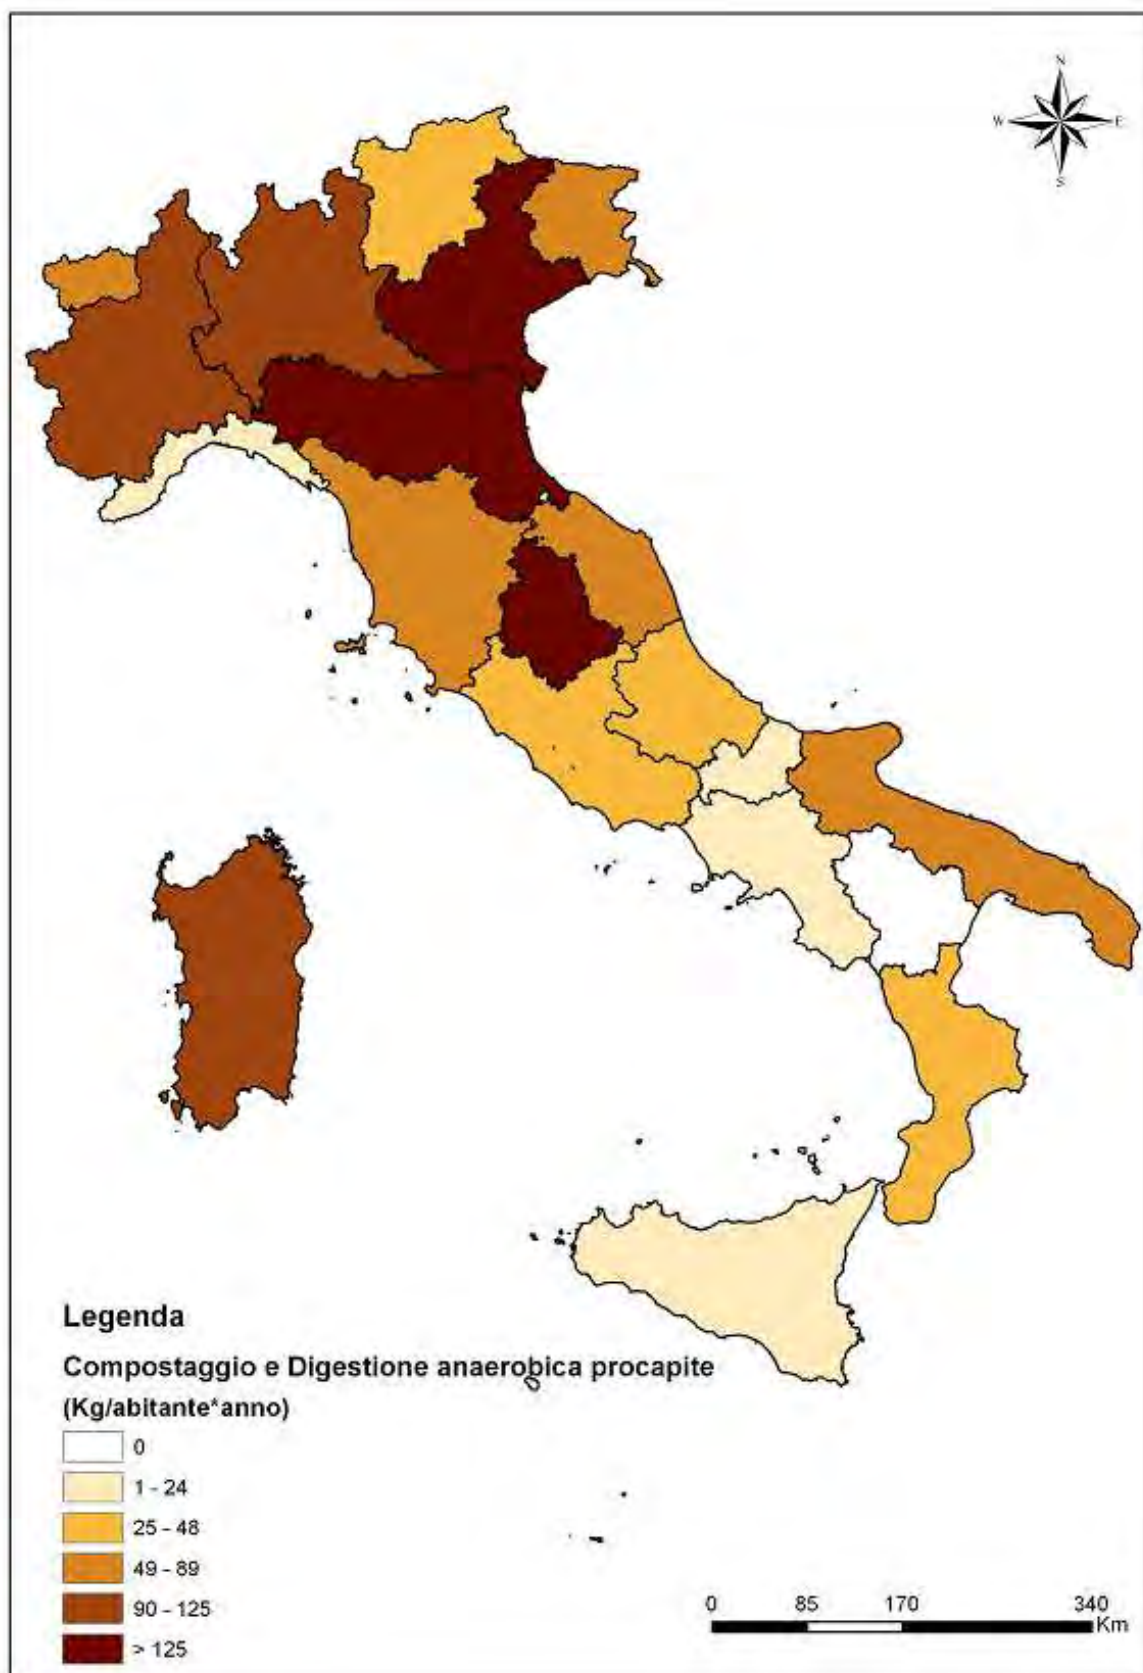 N
W E
S
Legenda
Compostaggio e Digestione anaerobica procapite
(Kg/abitante*anno)
0
1 - 24
25 - 48
49 - 89
90 - 125
> 125
0 85 170 340
Km